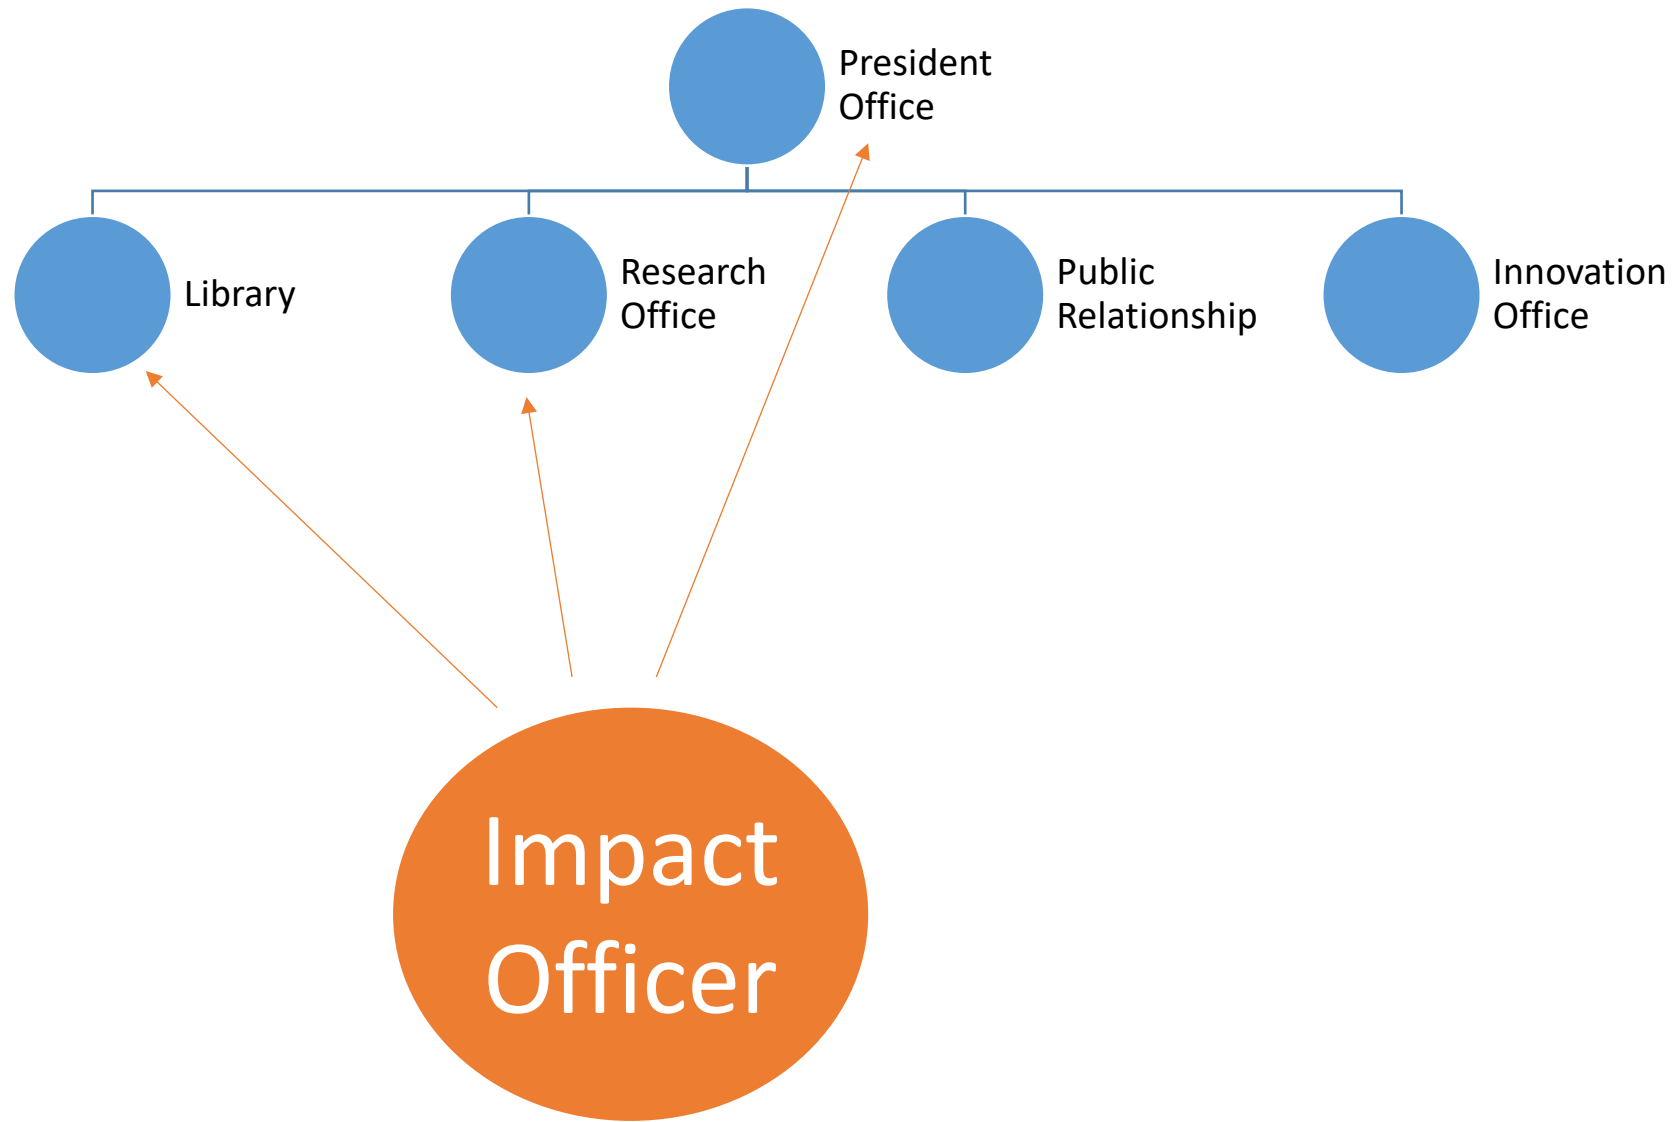 President
Office
Library
Research
Office
Public
Relationship
Innovation
Office
Impact
Officer